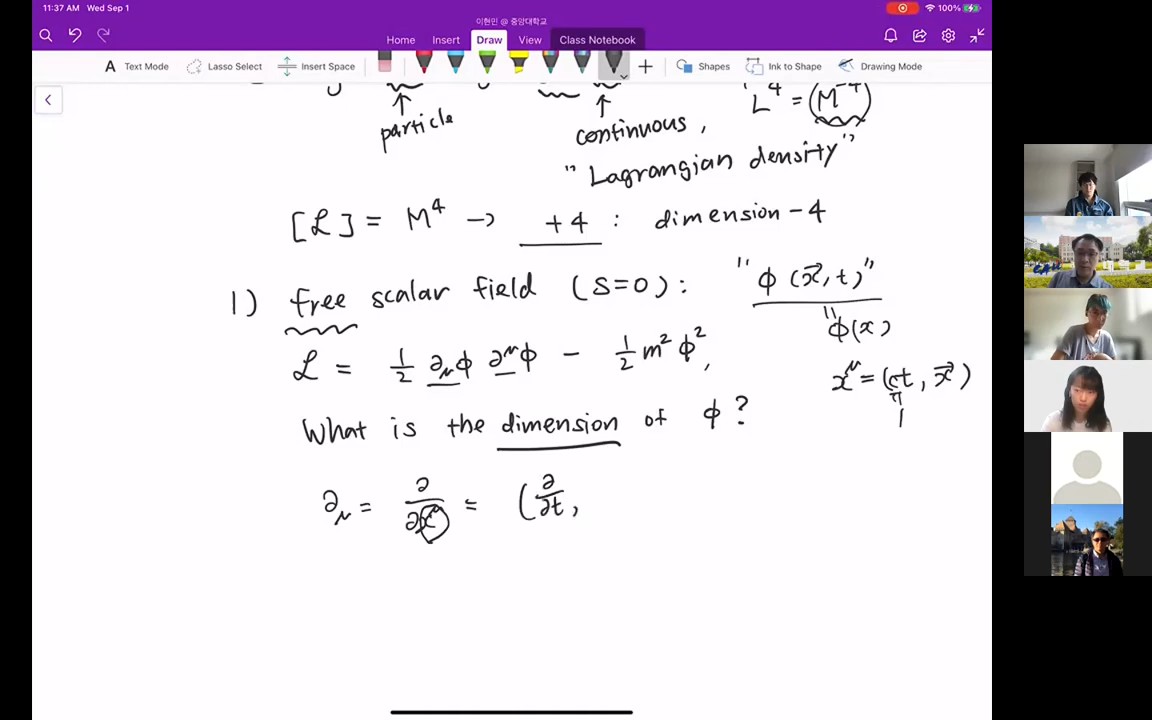 11:37 AM Wed Sep 1
100%
이현민 @ 중앙대학교
Home Insert Draw View Class Notebook
Text Mode Lasso Select Insert Space Shapes Ink to Shape Drawing Mode
particle
continuous,
"Lagrangian density"
L⁴ = (M⁻⁴)
[ℒ] = M⁴ → +4 : dimension-4
1) free scalar field (s=0) : "ϕ(x⃗,t)"
"ϕ(x)
ℒ = ½ ∂_μϕ ∂^μϕ − ½ m²ϕ²,
x^μ = (ct, x⃗)
1
What is the dimension of ϕ?
∂_μ = ∂/∂x^μ = (∂/∂t,